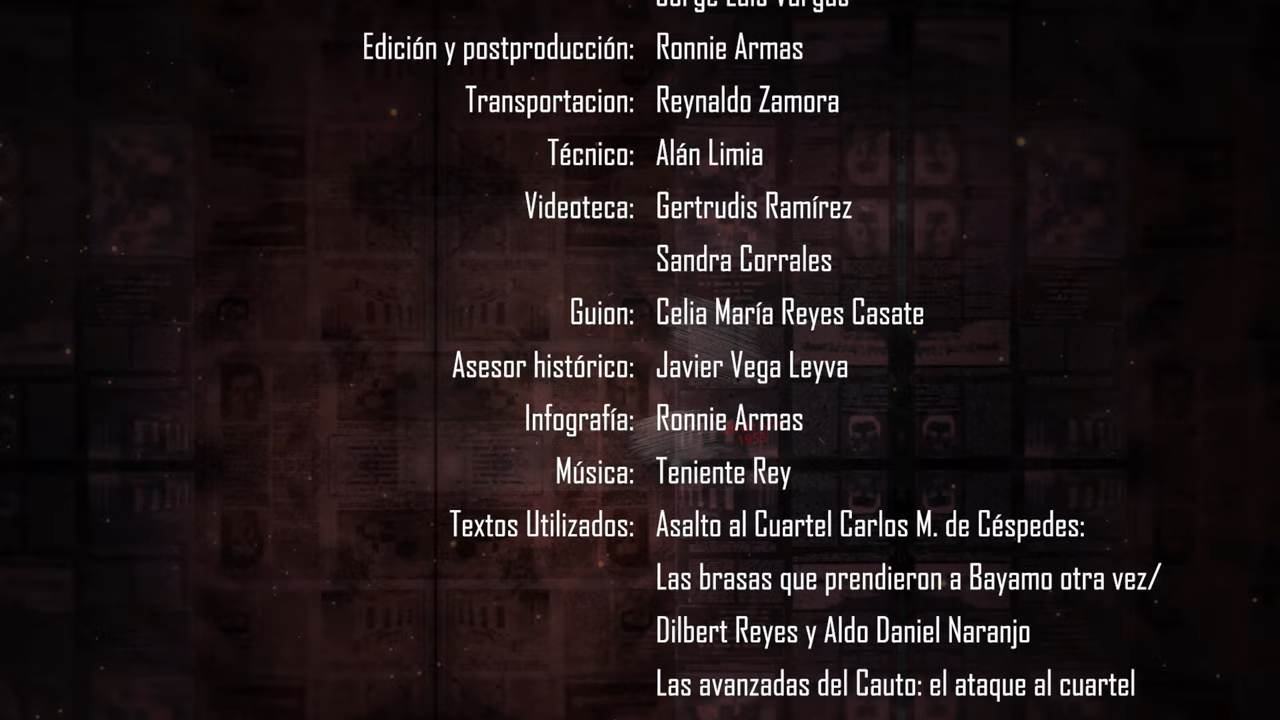 Jorge Luis Vargas
Edición y postproducción: Ronnie Armas
Transportacion: Reynaldo Zamora
Técnico: Alán Limia
Videoteca: Gertrudis Ramírez
Sandra Corrales
Guion: Celia María Reyes Casate
Asesor histórico: Javier Vega Leyva
Infografía: Ronnie Armas
Música: Teniente Rey
Textos Utilizados: Asalto al Cuartel Carlos M. de Céspedes:
Las brasas que prendieron a Bayamo otra vez/
Dilbert Reyes y Aldo Daniel Naranjo
Las avanzadas del Cauto: el ataque al cuartel